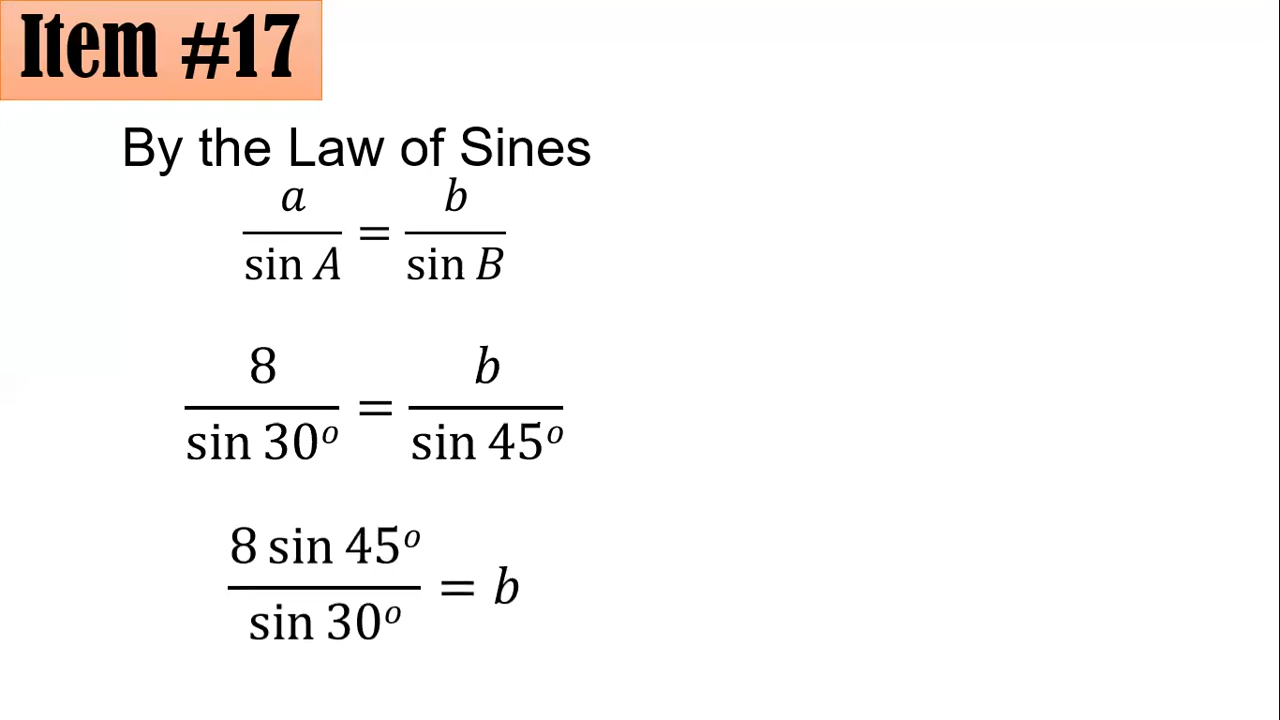 Item #17
By the Law of Sines
a/sin A = b/sin B
8/sin 30° = b/sin 45°
8 sin 45°/sin 30° = b